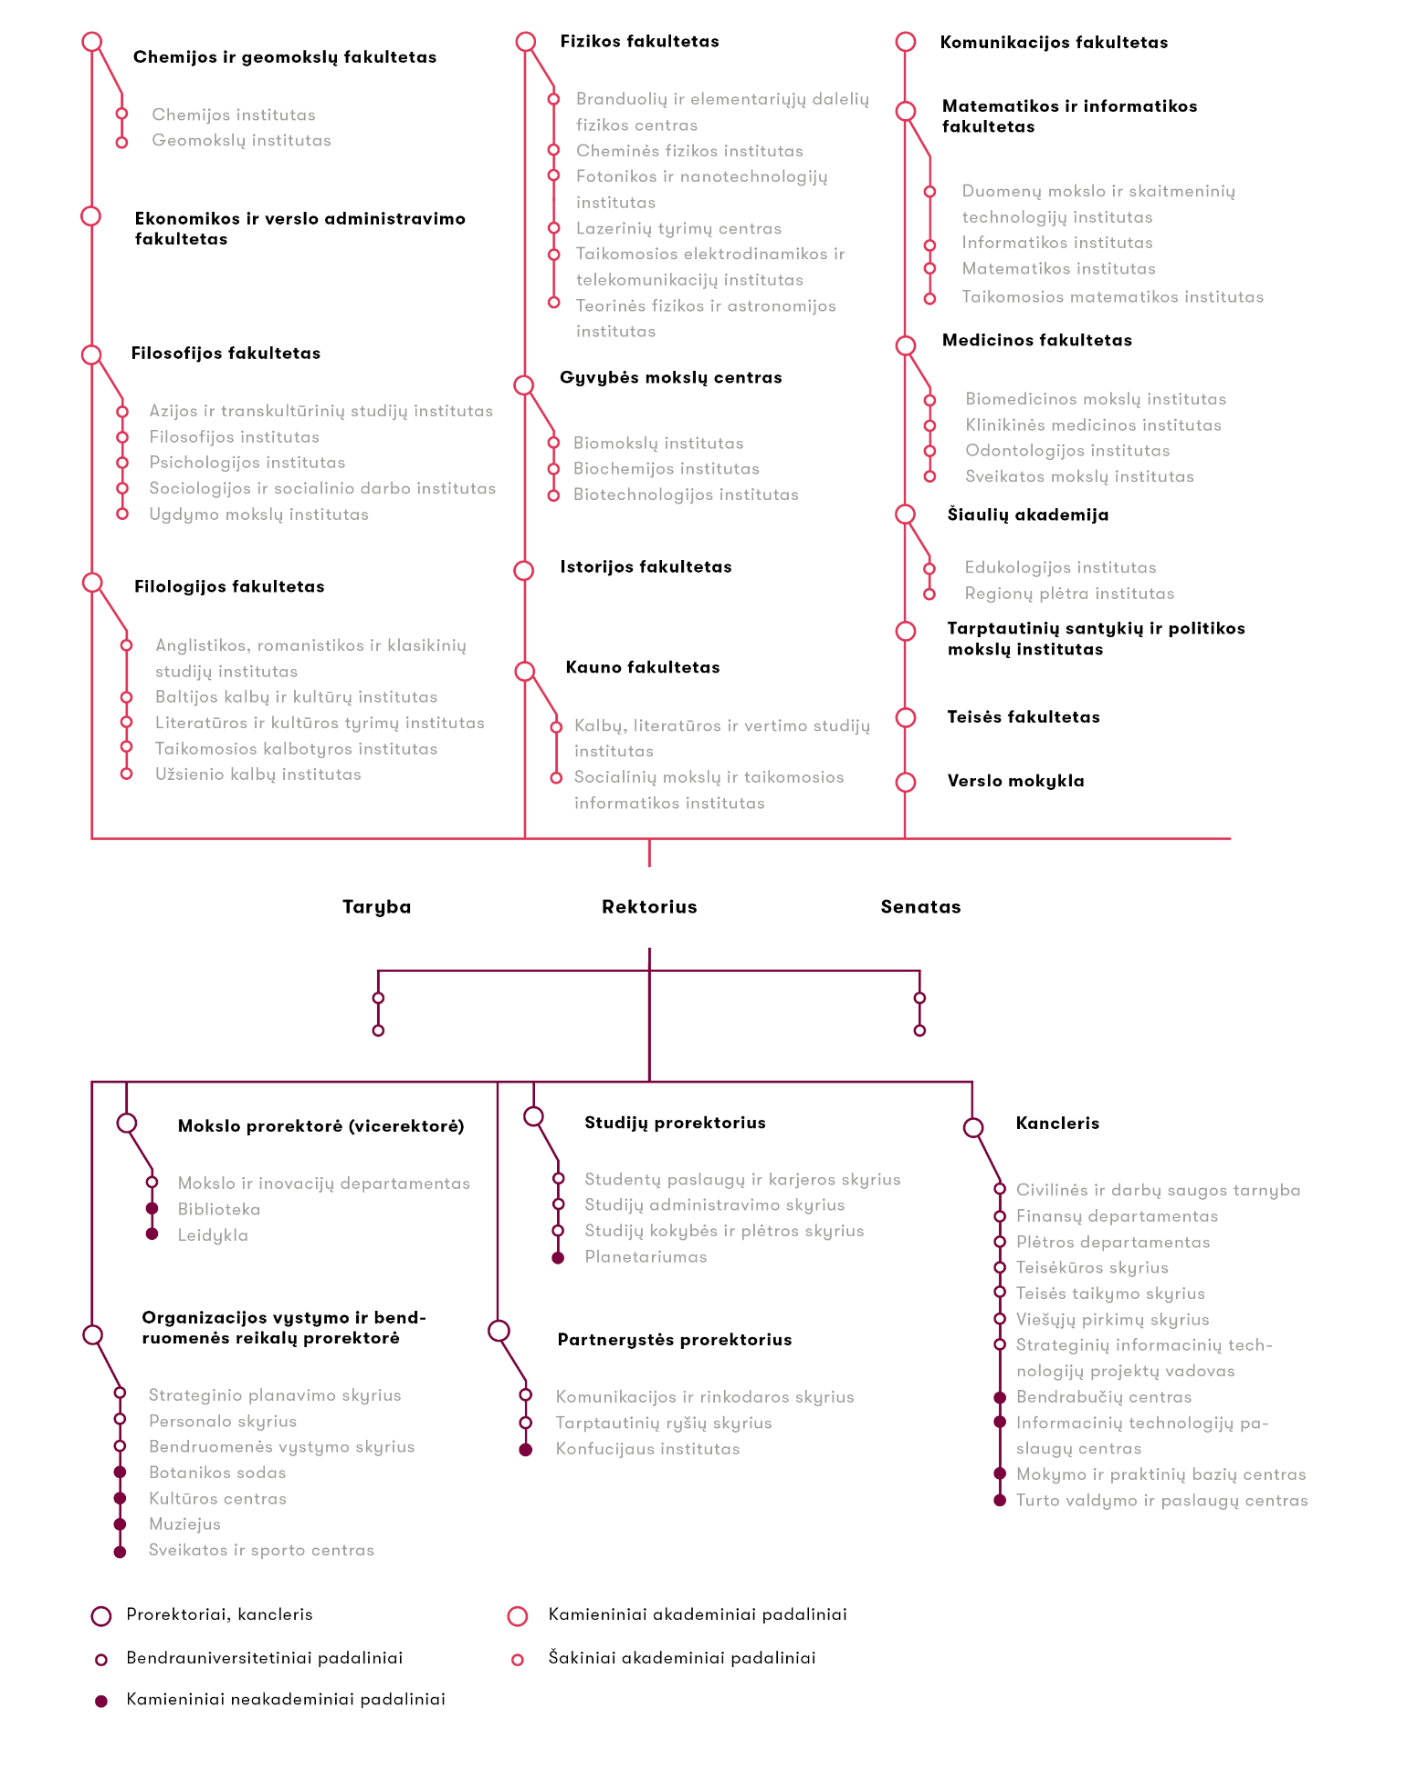 Chemijos ir geomokslų fakultetas
Chemijos institutas
Geomokslų institutas
Ekonomikos ir verslo administravimo
fakultetas
Filosofijos fakultetas
Azijos ir transkultūrinių studijų institutas
Filosofijos institutas
Psichologijos institutas
Sociologijos ir socialinio darbo institutas
Ugdymo mokslų institutas
Filologijos fakultetas
Anglistikos, romanistikos ir klasikinių
studijų institutas
Baltijos kalbų ir kultūrų institutas
Literatūros ir kultūros tyrimų institutas
Taikomosios kalbotyros institutas
Užsienio kalbų institutas
Fizikos fakultetas
Branduolių ir elementariųjų dalelių
fizikos centras
Cheminės fizikos institutas
Fotonikos ir nanotechnologijų
institutas
Lazerinių tyrimų centras
Taikomosios elektrodinamikos ir
telekomunikacijų institutas
Teorinės fizikos ir astronomijos
institutas
Gyvybės mokslų centras
Biomokslų institutas
Biochemijos institutas
Biotechnologijos institutas
Istorijos fakultetas
Kauno fakultetas
Kalbų, literatūros ir vertimo studijų
institutas
Socialinių mokslų ir taikomosios
informatikos institutas
Komunikacijos fakultetas
Matematikos ir informatikos
fakultetas
Duomenų mokslo ir skaitmeninių
technologijų institutas
Informatikos institutas
Matematikos institutas
Taikomosios matematikos institutas
Medicinos fakultetas
Biomedicinos mokslų institutas
Klinikinės medicinos institutas
Odontologijos institutas
Sveikatos mokslų institutas
Šiaulių akademija
Edukologijos institutas
Regionų plėtra institutas
Tarptautinių santykių ir politikos
mokslų institutas
Teisės fakultetas
Verslo mokykla
Taryba
Rektorius
Senatas
Mokslo prorektorė (vicerektorė)
Mokslo ir inovacijų departamentas
Biblioteka
Leidykla
Organizacijos vystymo ir bend-
ruomenės reikalų prorektorė
Strateginio planavimo skyrius
Personalo skyrius
Bendruomenės vystymo skyrius
Botanikos sodas
Kultūros centras
Muziejus
Sveikatos ir sporto centras
Studijų prorektorius
Studentų paslaugų ir karjeros skyrius
Studijų administravimo skyrius
Studijų kokybės ir plėtros skyrius
Planetariumas
Partnerystės prorektorius
Komunikacijos ir rinkodaros skyrius
Tarptautinių ryšių skyrius
Konfucijaus institutas
Kancleris
Civilinės ir darbų saugos tarnyba
Finansų departamentas
Plėtros departamentas
Teisėkūros skyrius
Teisės taikymo skyrius
Viešųjų pirkimų skyrius
Strateginių informacinių tech-
nologijų projektų vadovas
Bendrabučių centras
Informacinių technologijų pa-
slaugų centras
Mokymo ir praktinių bazių centras
Turto valdymo ir paslaugų centras
Prorektoriai, kancleris
Bendrauniversitetiniai padaliniai
Kamieniniai neakademiniai padaliniai
Kamieniniai akademiniai padaliniai
Šakiniai akademiniai padaliniai